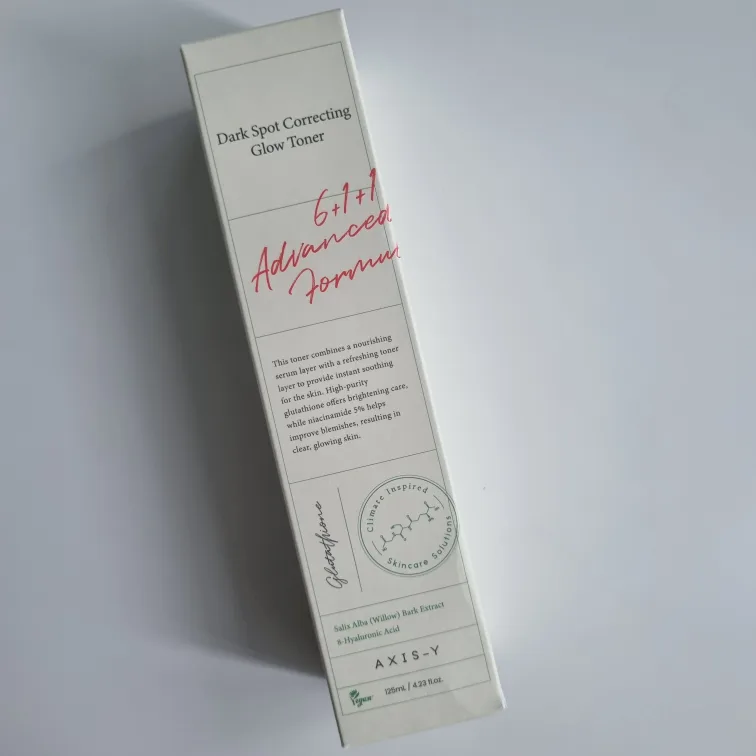 Dark Spot Correcting
Glow Toner
6+1+1
Advanced
Formul
This toner combines a nourishing
serum layer with a refreshing toner
layer to provide instant soothing
for the skin. High-purity
glutathione offers brightening care,
while niacinamide 5% helps
improve blemishes, resulting in
clear, glowing skin.
Glutathione
Climate Inspired
Skincare Solutions
Salix Alba (Willow) Bark Extract
8-Hyaluronic Acid
AXIS-Y
Vegan
125ml / 4.23 fl.oz.